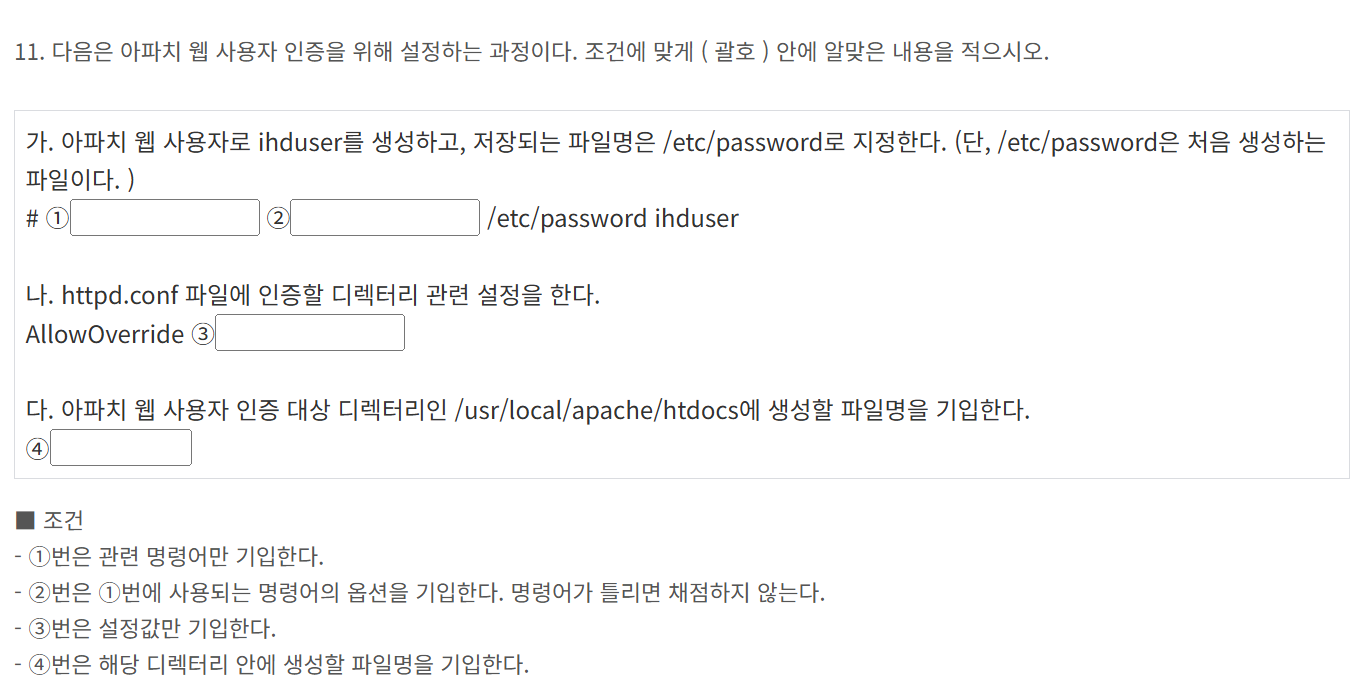 11. 다음은 아파치 웹 사용자 인증을 위해 설정하는 과정이다. 조건에 맞게 ( 괄호 ) 안에 알맞은 내용을 적으시오.
가. 아파치 웹 사용자로 ihduser를 생성하고, 저장되는 파일명은 /etc/password로 지정한다. (단, /etc/password은 처음 생성하는
파일이다. )
# ① ② /etc/password ihduser
나. httpd.conf 파일에 인증할 디렉터리 관련 설정을 한다.
AllowOverride ③
다. 아파치 웹 사용자 인증 대상 디렉터리인 /usr/local/apache/htdocs에 생성할 파일명을 기입한다.
④
■ 조건
- ①번은 관련 명령어만 기입한다.
- ②번은 ①번에 사용되는 명령어의 옵션을 기입한다. 명령어가 틀리면 채점하지 않는다.
- ③번은 설정값만 기입한다.
- ④번은 해당 디렉터리 안에 생성할 파일명을 기입한다.